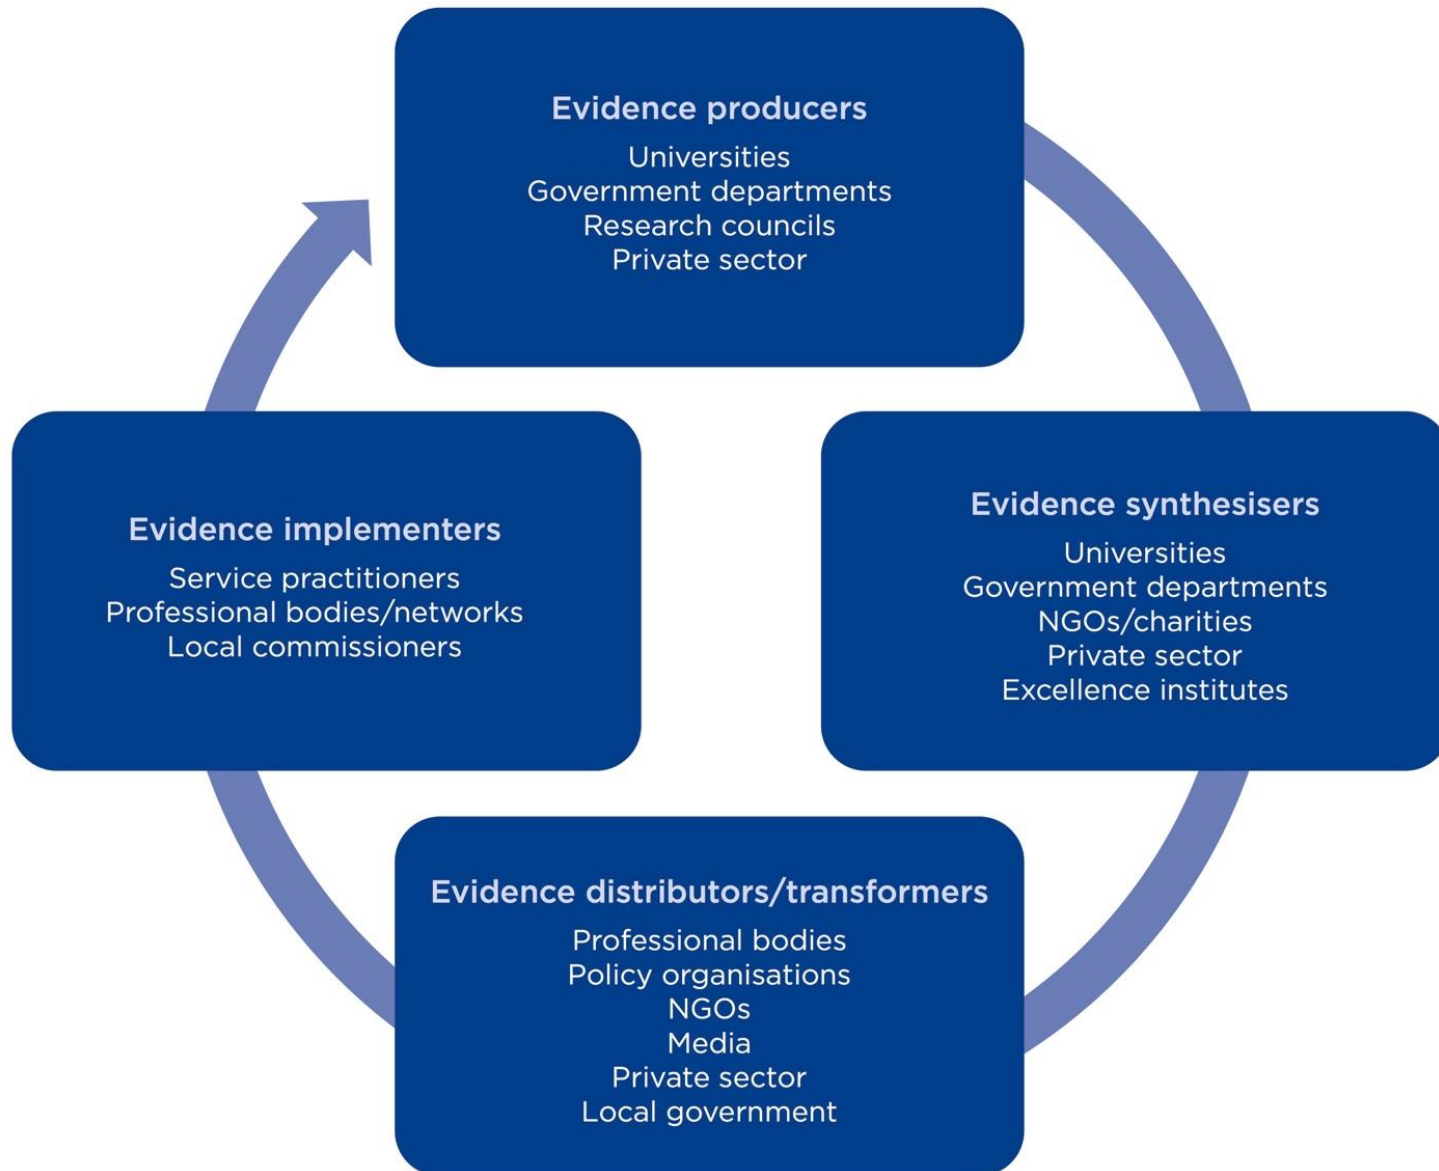 Evidence producers
Universities
Government departments
Research councils
Private sector
Evidence implementers
Service practitioners
Professional bodies/networks
Local commissioners
Evidence synthesisers
Universities
Government departments
NGOs/charities
Private sector
Excellence institutes
Evidence distributors/transformers
Professional bodies
Policy organisations
NGOs
Media
Private sector
Local government